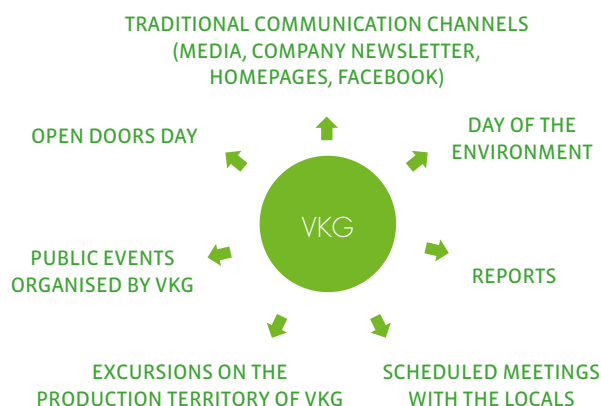 TRADITIONAL COMMUNICATION CHANNELS
(MEDIA, COMPANY NEWSLETTER,
HOMEPAGES, FACEBOOK)
OPEN DOORS DAY
DAY OF THE
ENVIRONMENT
VKG
PUBLIC EVENTS
ORGANISED BY VKG
REPORTS
EXCURSIONS ON THE
PRODUCTION TERRITORY OF VKG
SCHEDULED MEETINGS
WITH THE LOCALS